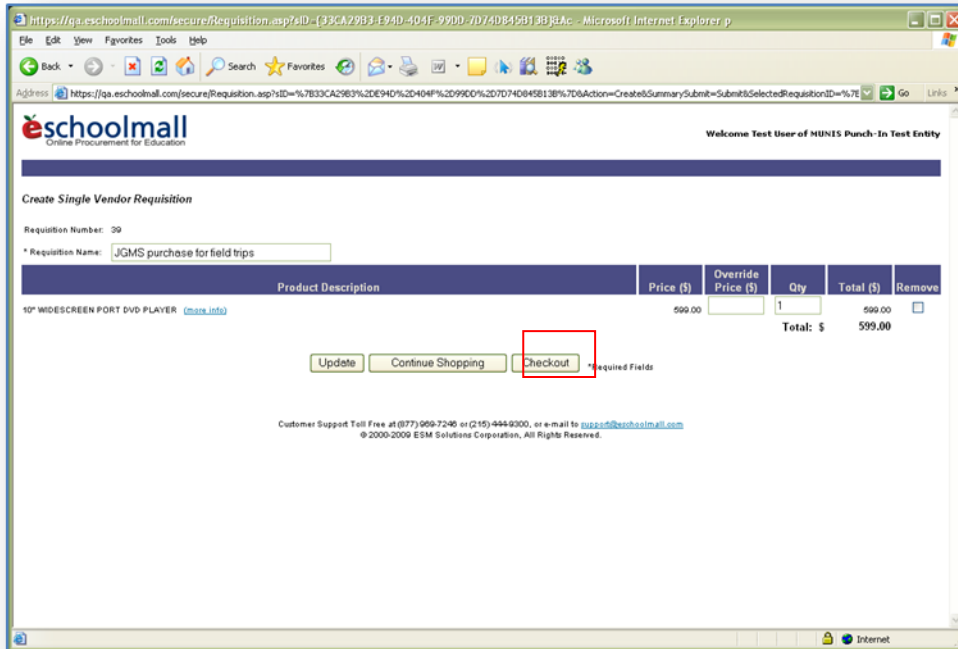 https://qa.eschoolmall.com/secure/Requisition.asp?sID={33CA29B3-E94D-404F-99DD-7D74D845B13B}&Ac - Microsoft Internet Explorer p
File Edit View Favorites Tools Help
Back Search Favorites
Address https://qa.eschoolmall.com/secure/Requisition.asp?sID=%7B33CA29B3%2DE94D%2D404F%2D99DD%2D7D74D845B13B%7D&Action=Create&SummarySubmit=Submit&SelectedRequisitionID=%7B Go Links
eschoolmall
Online Procurement for Education
Welcome Test User of MUNIS Punch-In Test Entity
Create Single Vendor Requisition
Requisition Number: 39
* Requisition Name: JGMS purchase for field trips
Product Description Price ($) Override Price ($) Qty Total ($) Remove
10" WIDESCREEN PORT DVD PLAYER (more info) 599.00 1 599.00
Total: $ 599.00
Update Continue Shopping Checkout *Required Fields
Customer Support Toll Free at (877) 969-7246 or (215) 444-9300, or e-mail to support@eschoolmall.com
© 2000-2009 ESM Solutions Corporation, All Rights Reserved.
Internet